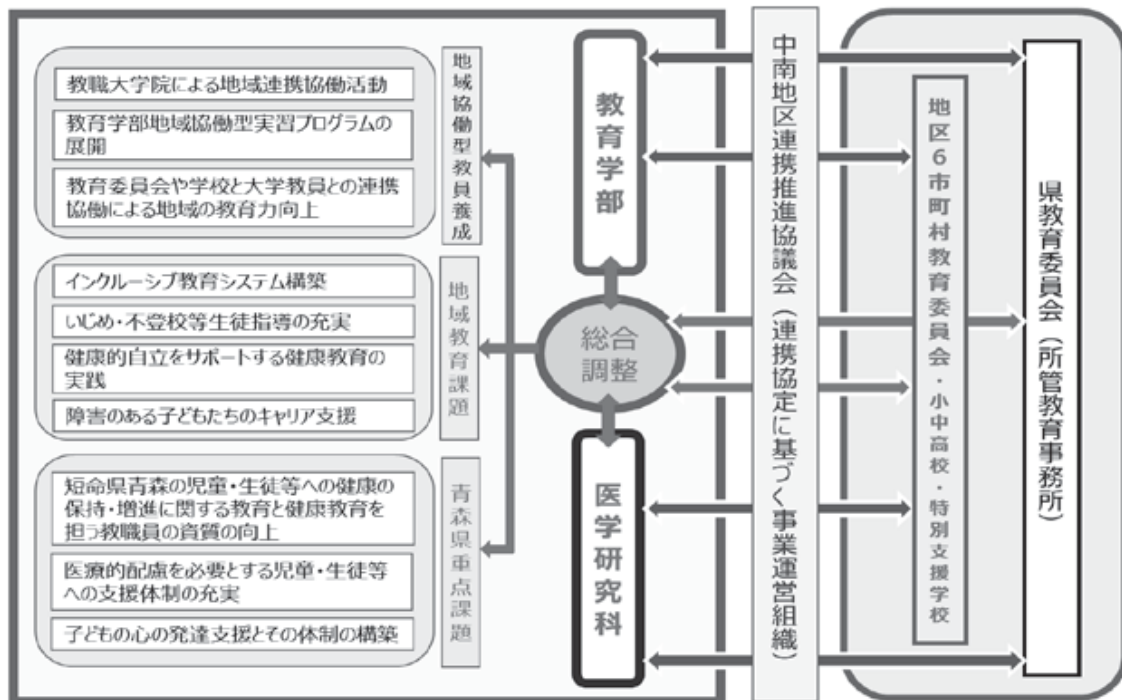 教職大学院による地域連携協働活動
教育学部地域協働型実習プログラムの
展開
教育委員会や学校と大学教員との連携
協働による地域の教育力向上
地域協働型教員養成
インクルーシブ教育システム構築
いじめ・不登校等生徒指導の充実
健康的自立をサポートする健康教育の
実践
障害のある子どもたちのキャリア支援
地域教育課題
短命県青森の児童・生徒等への健康の
保持・増進に関する教育と健康教育を
担う教職員の資質の向上
医療的配慮を必要とする児童・生徒等
への支援体制の充実
子どもの心の発達支援とその体制の構築
青森県重点課題
教育学部
総合
調整
医学研究科
中南地区連携推進協議会（連携協定に基づく事業運営組織）
地区６市町村教育委員会・小中高校・特別支援学校
県教育委員会（所管教育事務所）